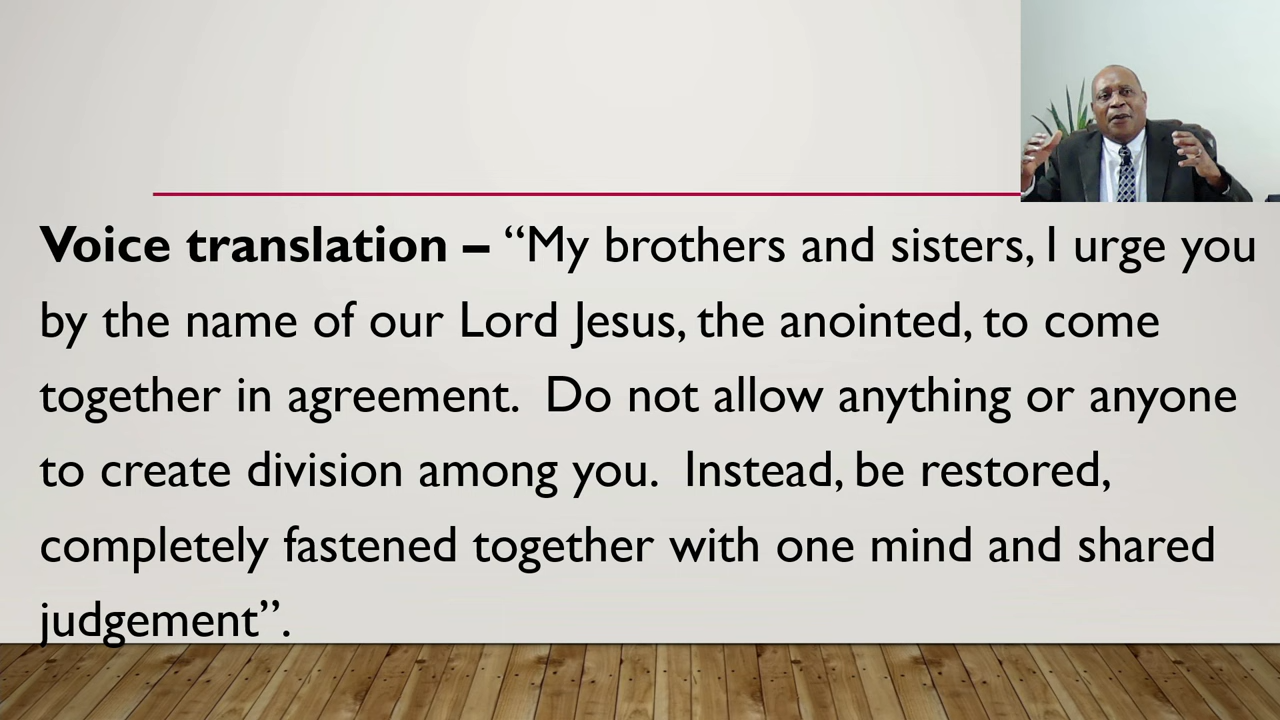 Voice translation – “My brothers and sisters, I urge you
by the name of our Lord Jesus, the anointed, to come
together in agreement.  Do not allow anything or anyone
to create division among you.  Instead, be restored,
completely fastened together with one mind and shared
judgement”.